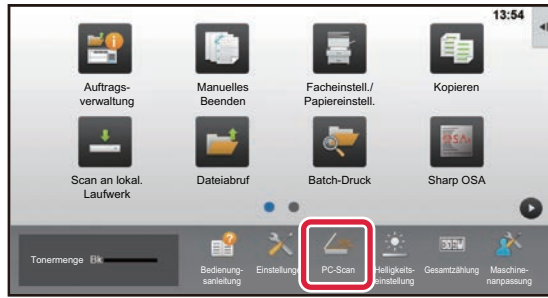 13:54
Auftrags-
verwaltung
Manuelles
Beenden
Facheinstell./
Papiereinstell.
Kopieren
Scan an lokal.
Laufwerk
Dateiabruf
Batch-Druck
Sharp OSA
Tonermenge Bk
Bedienung-
sanleitung
Einstellungen
PC-Scan
Helligkeits-
einstellung
Gesamtzählung
Maschine-
nanpassung